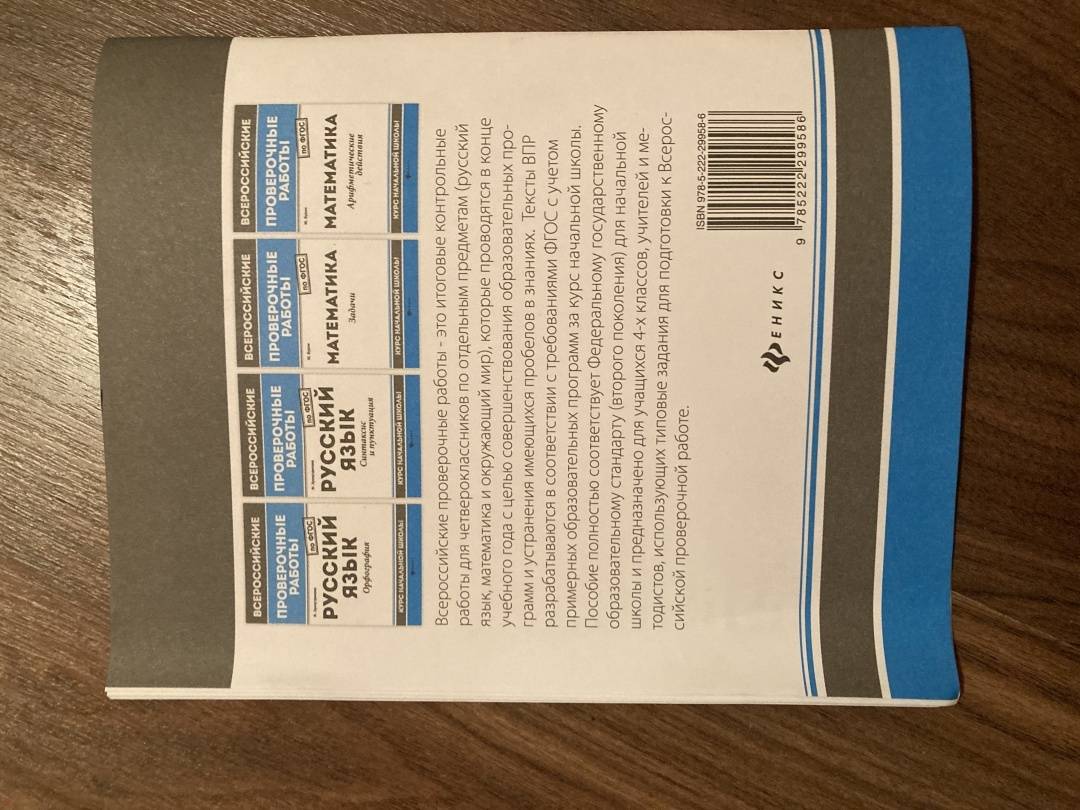 ВСЕРОССИЙСКИЕ
ПРОВЕРОЧНЫЕ
РАБОТЫ
по ФГОС
РУССКИЙ
ЯЗЫК
Орфография
КУРС НАЧАЛЬНОЙ ШКОЛЫ
ВСЕРОССИЙСКИЕ
ПРОВЕРОЧНЫЕ
РАБОТЫ
по ФГОС
РУССКИЙ
ЯЗЫК
Синтаксис
и пунктуация
КУРС НАЧАЛЬНОЙ ШКОЛЫ
ВСЕРОССИЙСКИЕ
ПРОВЕРОЧНЫЕ
РАБОТЫ
по ФГОС
МАТЕМАТИКА
Задачи
КУРС НАЧАЛЬНОЙ ШКОЛЫ
ВСЕРОССИЙСКИЕ
ПРОВЕРОЧНЫЕ
РАБОТЫ
по ФГОС
МАТЕМАТИКА
Арифметические
действия
КУРС НАЧАЛЬНОЙ ШКОЛЫ
Всероссийские проверочные работы - это итоговые контрольные
работы для четвероклассников по отдельным предметам (русский
язык, математика и окружающий мир), которые проводятся в конце
учебного года с целью совершенствования образовательных про-
грамм и устранения имеющихся пробелов в знаниях. Тексты ВПР
разрабатываются в соответствии с требованиями ФГОС с учетом
примерных образовательных программ за курс начальной школы.
Пособие полностью соответствует Федеральному государственному
образовательному стандарту (второго поколения) для начальной
школы и предназначено для учащихся 4-х классов, учителей и ме-
тодистов, использующих типовые задания для подготовки к Всерос-
сийской проверочной работе.
ISBN 978-5-222-29958-6
9 785222 299586
ФЕНИКС